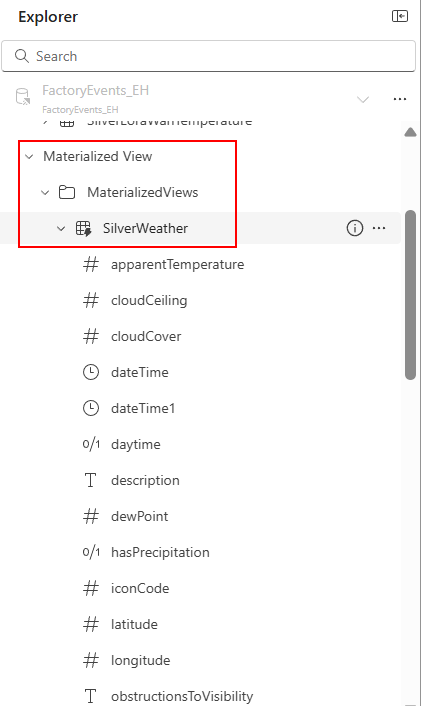 Explorer
Search
FactoryEvents_EH
FactoryEvents_EH
SilverLoraWanTemperature
Materialized View
MaterializedViews
SilverWeather
apparentTemperature
cloudCeiling
cloudCover
dateTime
dateTime1
0/1 daytime
T description
dewPoint
0/1 hasPrecipitation
iconCode
latitude
longitude
T obstructionsToVisibility